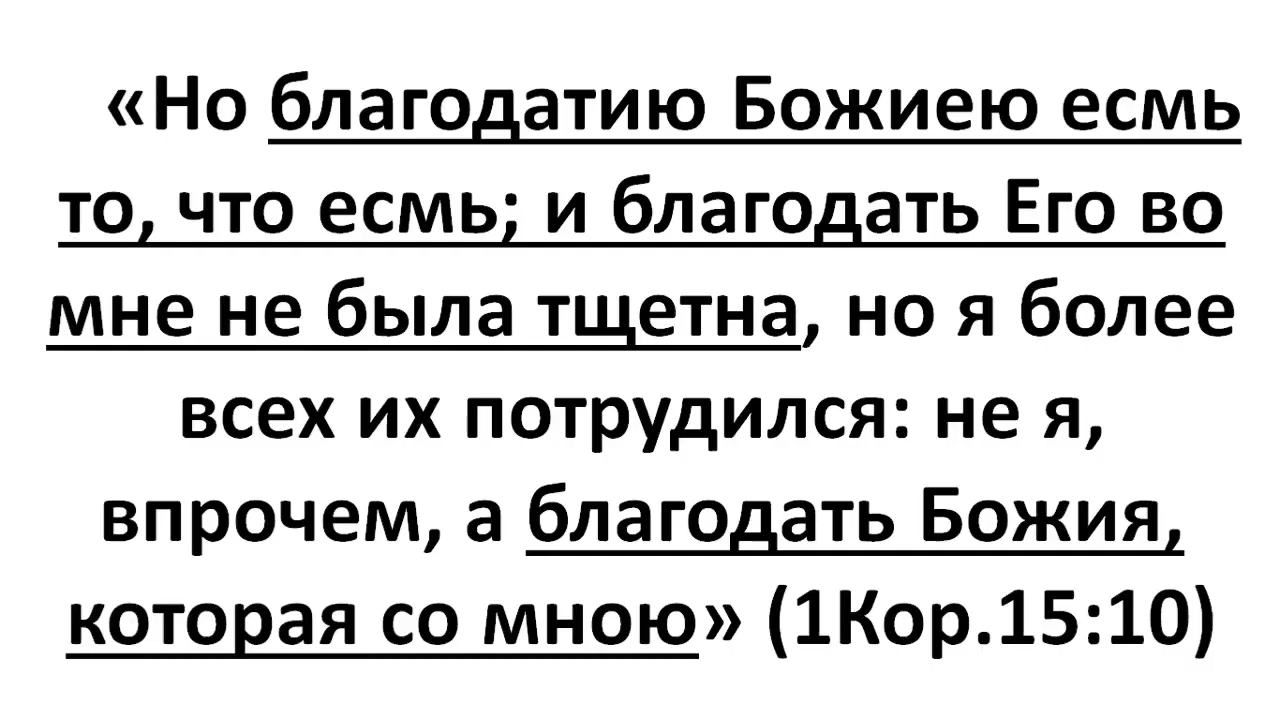 «Но благодатию Божиею есмь
то, что есмь; и благодать Его во
мне не была тщетна, но я более
всех их потрудился: не я,
впрочем, а благодать Божия,
которая со мною» (1Кор.15:10)